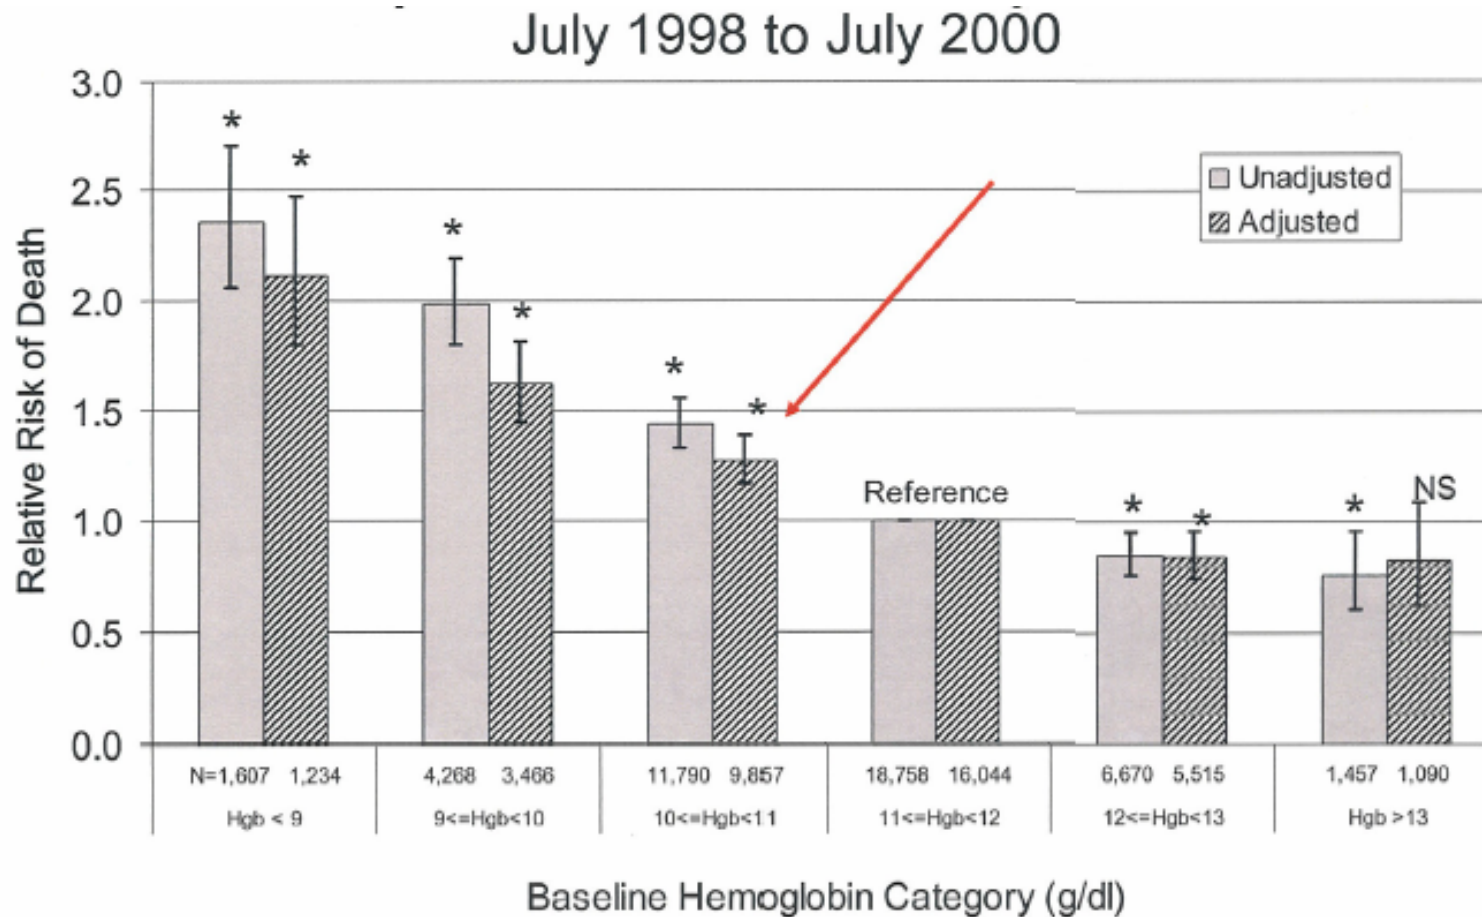 July 1998 to July 2000
3.0
2.5
2.0
1.5
1.0
0.5
0.0
Relative Risk of Death
* * * * * * * * * NS
Reference
Unadjusted
Adjusted
N=1,607 1,234 4,268 3,466 11,790 9,857 18,758 16,044 6,670 5,515 1,457 1,090
Hgb < 9 9<=Hgb<10 10<=Hgb<11 11<=Hgb<12 12<=Hgb<13 Hgb >13
Baseline Hemoglobin Category (g/dl)